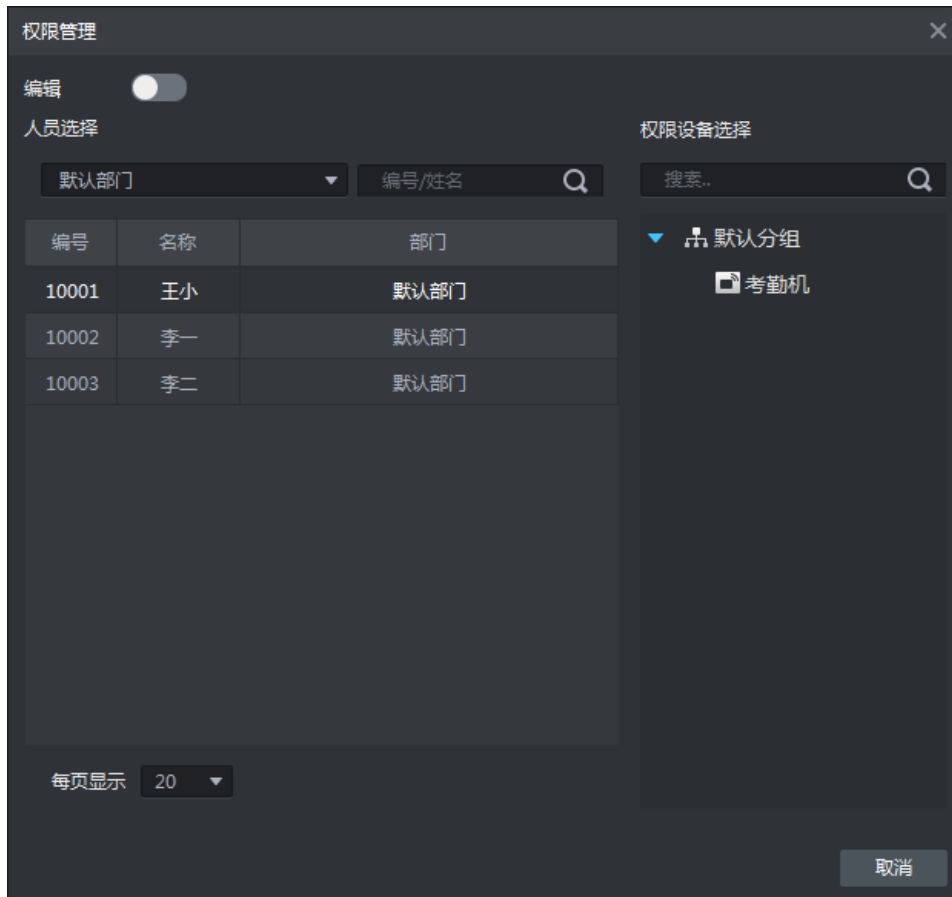 权限管理
编辑
人员选择
权限设备选择
默认部门
编号/姓名
搜索..
编号 名称 部门
10001 王小 默认部门
10002 李一 默认部门
10003 李二 默认部门
默认分组
考勤机
每页显示 20
取消